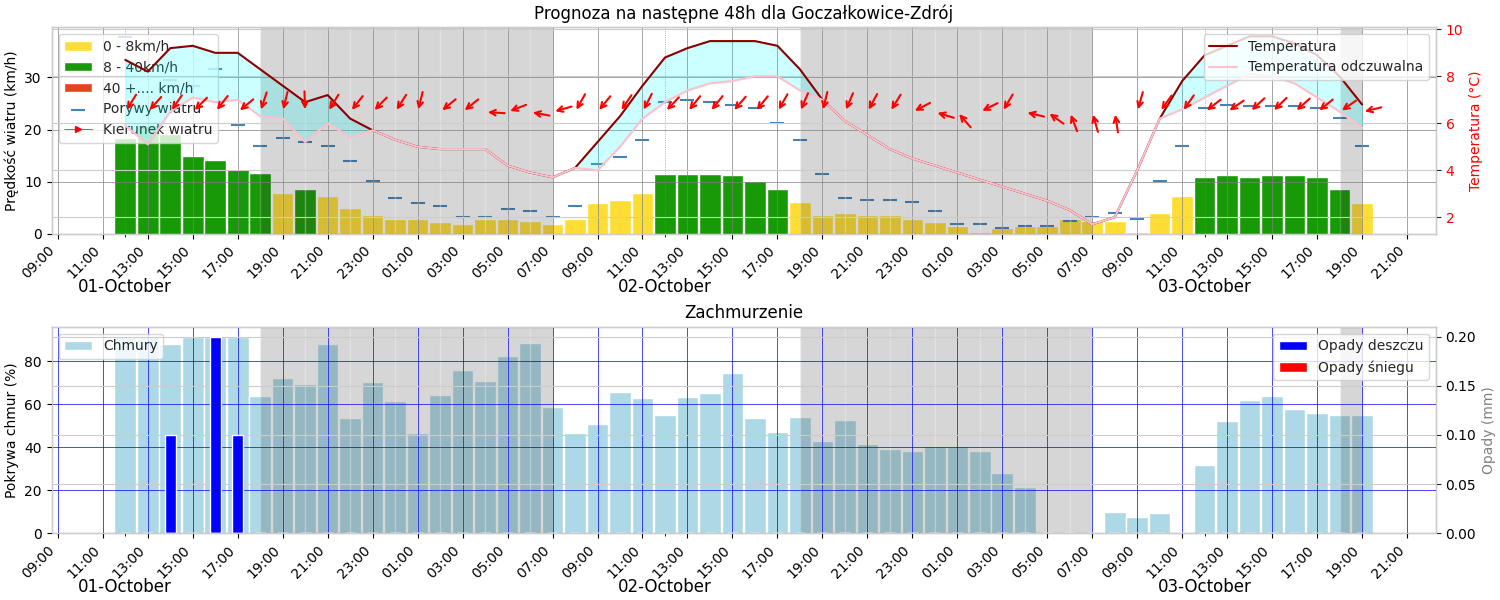 Prognoza na następne 48h dla Goczałkowice-Zdrój
0 - 8km/h
8 - 40km/h
40 +.... km/h
Porywy wiatru
Kierunek wiatru
Temperatura
Temperatura odczuwalna
Prędkość wiatru (km/h)
0
10
20
30
Temperatura (°C)
10
8
6
4
2
09:00 11:00 13:00 15:00 17:00 19:00 21:00 23:00 01:00 03:00 05:00 07:00 09:00 11:00 13:00 15:00 17:00 19:00 21:00 23:00 01:00 03:00 05:00 07:00 09:00 11:00 13:00 15:00 17:00 19:00 21:00
01-October 02-October 03-October
Zachmurzenie
Chmury
Opady deszczu
Opady śniegu
Pokrywa chmur (%)
80
60
40
20
0
Opady (mm)
0.20
0.15
0.10
0.05
0.00
09:00 11:00 13:00 15:00 17:00 19:00 21:00 23:00 01:00 03:00 05:00 07:00 09:00 11:00 13:00 15:00 17:00 19:00 21:00 23:00 01:00 03:00 05:00 07:00 09:00 11:00 13:00 15:00 17:00 19:00 21:00
01-October 02-October 03-October